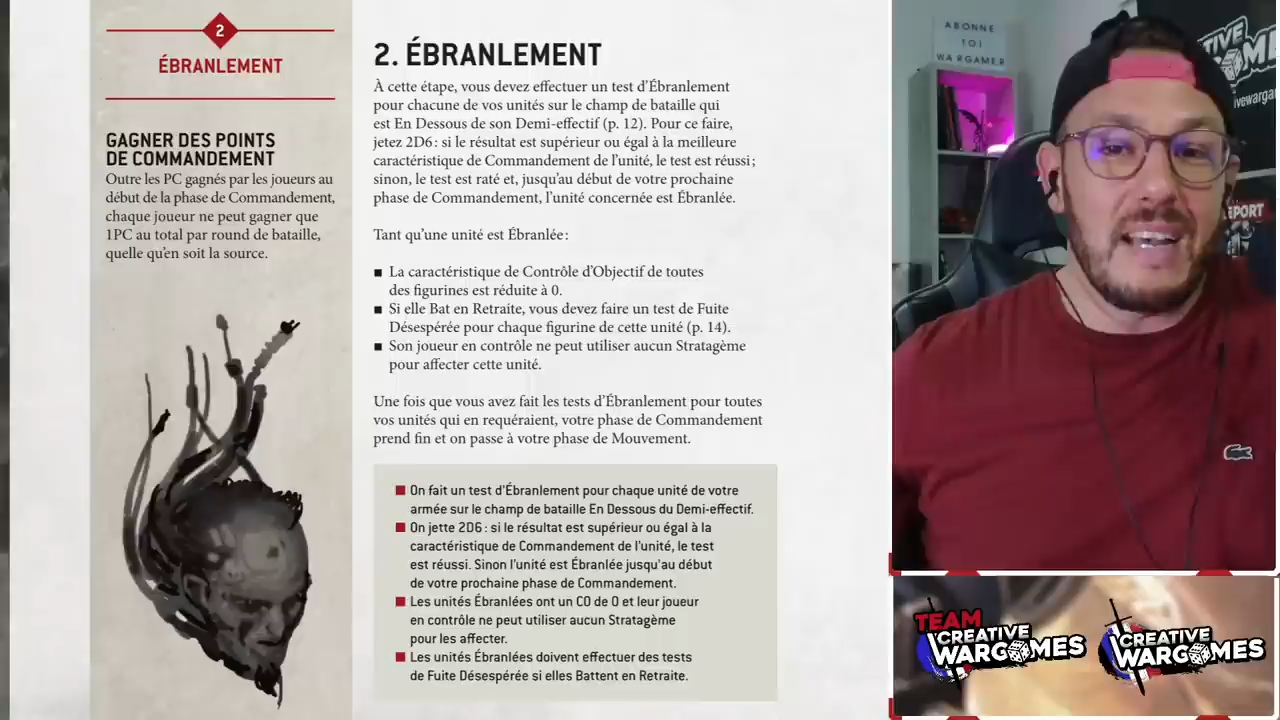 2
ÉBRANLEMENT
GAGNER DES POINTS
DE COMMANDEMENT
Outre les PC gagnés par les joueurs au
début de la phase de Commandement,
chaque joueur ne peut gagner que
1PC au total par round de bataille,
quelle qu'en soit la source.
2. ÉBRANLEMENT
À cette étape, vous devez effectuer un test d'Ébranlement
pour chacune de vos unités sur le champ de bataille qui
est En Dessous de son Demi-effectif (p. 12). Pour ce faire,
jetez 2D6 : si le résultat est supérieur ou égal à la meilleure
caractéristique de Commandement de l'unité, le test est réussi ;
sinon, le test est raté et, jusqu'au début de votre prochaine
phase de Commandement, l'unité concernée est Ébranlée.
Tant qu'une unité est Ébranlée :
■ La caractéristique de Contrôle d'Objectif de toutes
des figurines est réduite à 0.
■ Si elle Bat en Retraite, vous devez faire un test de Fuite
Désespérée pour chaque figurine de cette unité (p. 14).
■ Son joueur en contrôle ne peut utiliser aucun Stratagème
pour affecter cette unité.
Une fois que vous avez fait les tests d'Ébranlement pour toutes
vos unités qui en requéraient, votre phase de Commandement
prend fin et on passe à votre phase de Mouvement.
■ On fait un test d'Ébranlement pour chaque unité de votre
armée sur le champ de bataille En Dessous du Demi-effectif.
■ On jette 2D6 : si le résultat est supérieur ou égal à la
caractéristique de Commandement de l'unité, le test
est réussi. Sinon l'unité est Ébranlée jusqu'au début
de votre prochaine phase de Commandement.
■ Les unités Ébranlées ont un CO de 0 et leur joueur
en contrôle ne peut utiliser aucun Stratagème
pour les affecter.
■ Les unités Ébranlées doivent effectuer des tests
de Fuite Désespérée si elles Battent en Retraite.
ABONNE
TOI
WARGAMER
TEAM
CREATIVE
WARGAMES
CREATIVE
WARGAMES